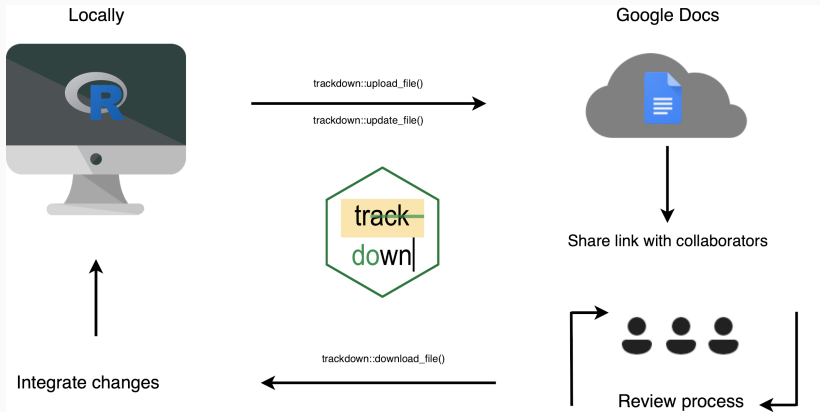 Locally
Google Docs
R
trackdown::upload_file()
trackdown::update_file()
track
down
Share link with collaborators
trackdown::download_file()
Integrate changes
Review process